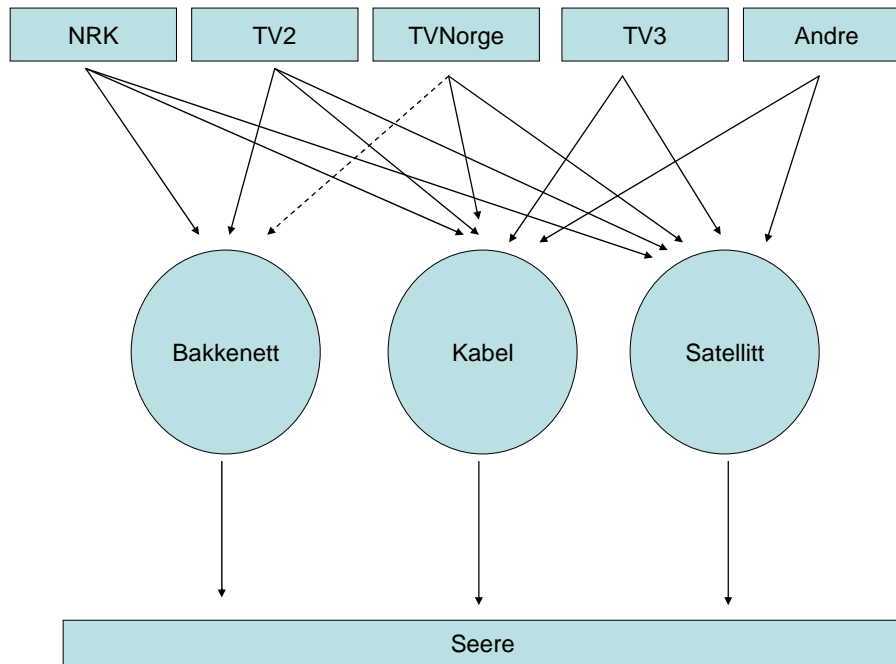 NRK
TV2
TVNorge
TV3
Andre
Bakkenett
Kabel
Satellitt
Seere